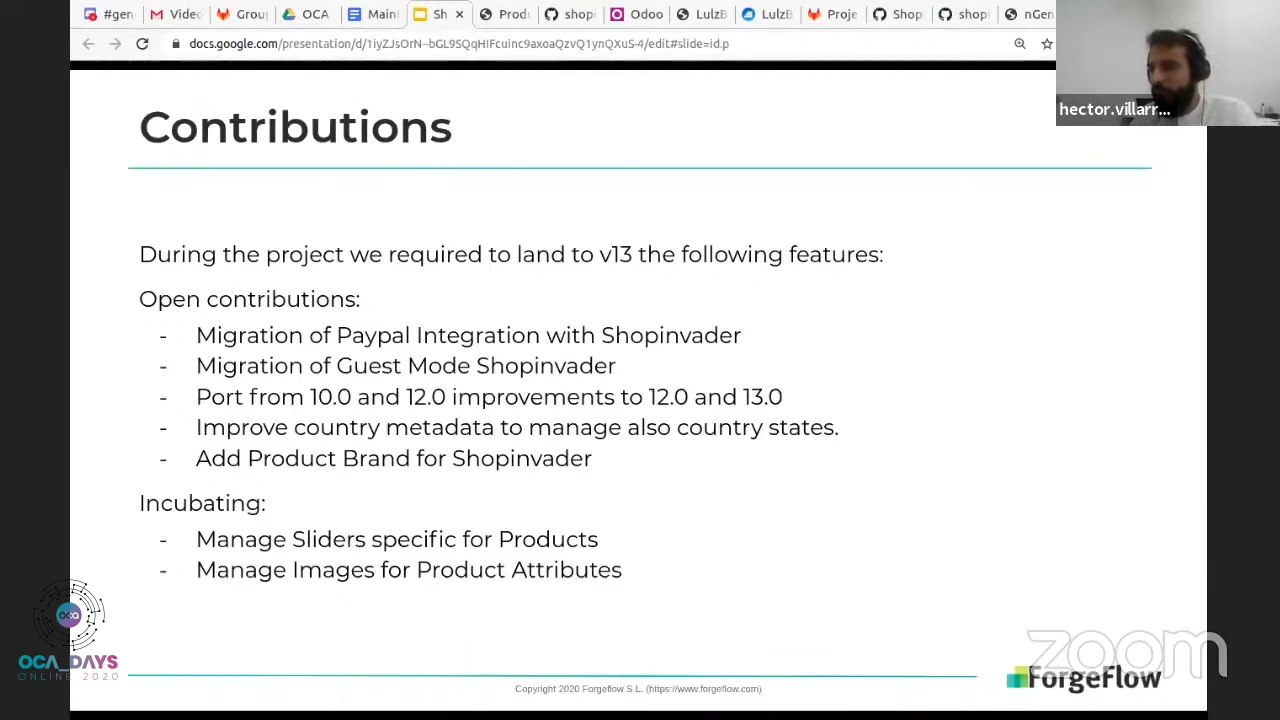 #gen
Video
Group
OCA
Main
Sh
Prod
shopi
Odoo
LulzB
LulzB
Proje
Shop
shopi
nGen
docs.google.com/presentation/d/1iyZJsOrN--bGL9SQqHIFcuinc9axoaQzvQ1ynQXuS-4/edit#slide=id.p
hector.villarr...
Contributions
During the project we required to land to v13 the following features:
Open contributions:
- Migration of Paypal Integration with Shopinvader
- Migration of Guest Mode Shopinvader
- Port from 10.0 and 12.0 improvements to 12.0 and 13.0
- Improve country metadata to manage also country states.
- Add Product Brand for Shopinvader
Incubating:
- Manage Sliders specific for Products
- Manage Images for Product Attributes
oca
OCA_DAYS
ONLINE 2020
zoom
ForgeFlow
Copyright 2020 Forgeflow S.L. (https://www.forgeflow.com)